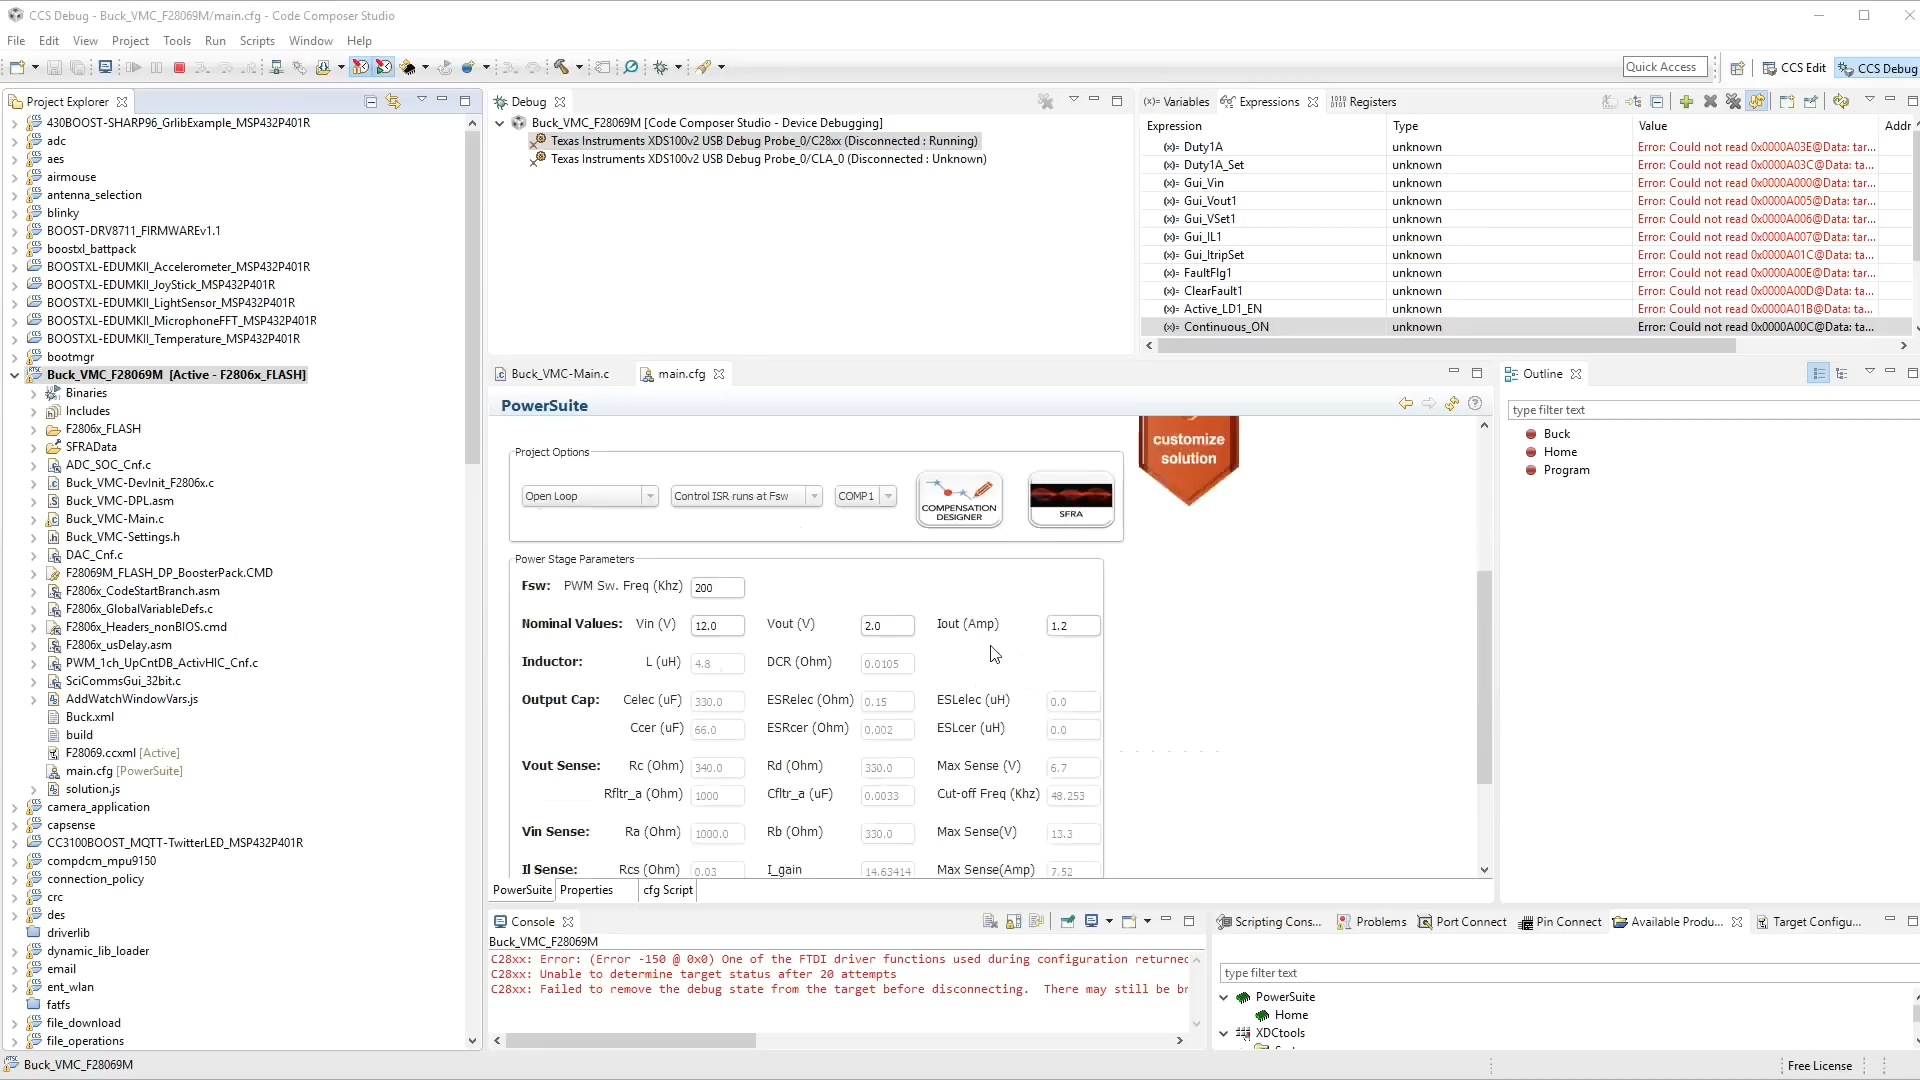 CCS Debug - Buck_VMC_F28069M/main.cfg - Code Composer Studio
File Edit View Project Tools Run Scripts Window Help
Quick Access
CCS Edit
CCS Debug
Project Explorer
430BOOST-SHARP96_GrlibExample_MSP432P401R
adc
aes
airmouse
antenna_selection
blinky
BOOST-DRV8711_FIRMWAREv1.1
boostxl_battpack
BOOSTXL-EDUMKII_Accelerometer_MSP432P401R
BOOSTXL-EDUMKII_JoyStick_MSP432P401R
BOOSTXL-EDUMKII_LightSensor_MSP432P401R
BOOSTXL-EDUMKII_MicrophoneFFT_MSP432P401R
BOOSTXL-EDUMKII_Temperature_MSP432P401R
bootmgr
Buck_VMC_F28069M [Active - F2806x_FLASH]
Binaries
Includes
F2806x_FLASH
SFRAData
ADC_SOC_Cnf.c
Buck_VMC-DevInit_F2806x.c
Buck_VMC-DPL.asm
Buck_VMC-Main.c
Buck_VMC-Settings.h
DAC_Cnf.c
F28069M_FLASH_DP_BoosterPack.CMD
F2806x_CodeStartBranch.asm
F2806x_GlobalVariableDefs.c
F2806x_Headers_nonBIOS.cmd
F2806x_usDelay.asm
PWM_1ch_UpCntDB_ActivHIC_Cnf.c
SciCommsGui_32bit.c
AddWatchWindowVars.js
Buck.xml
build
F28069.ccxml [Active]
main.cfg [PowerSuite]
solution.js
camera_application
capsense
CC3100BOOST_MQTT-TwitterLED_MSP432P401R
compdcm_mpu9150
connection_policy
crc
des
driverlib
dynamic_lib_loader
email
ent_wlan
fatfs
file_download
file_operations
Debug
Buck_VMC_F28069M [Code Composer Studio - Device Debugging]
Texas Instruments XDS100v2 USB Debug Probe_0/C28xx (Disconnected : Running)
Texas Instruments XDS100v2 USB Debug Probe_0/CLA_0 (Disconnected : Unknown)
(x)= Variables Expressions Registers
Expression Type Value Addr
(x)= Duty1A unknown Error: Could not read 0x0000A03E@Data: tar...
(x)= Duty1A_Set unknown Error: Could not read 0x0000A03C@Data: tar...
(x)= Gui_Vin unknown Error: Could not read 0x0000A000@Data: tar...
(x)= Gui_Vout1 unknown Error: Could not read 0x0000A005@Data: tar...
(x)= Gui_VSet1 unknown Error: Could not read 0x0000A006@Data: tar...
(x)= Gui_IL1 unknown Error: Could not read 0x0000A007@Data: tar...
(x)= Gui_ItripSet unknown Error: Could not read 0x0000A01C@Data: ta...
(x)= FaultFlg1 unknown Error: Could not read 0x0000A00E@Data: tar...
(x)= ClearFault1 unknown Error: Could not read 0x0000A00D@Data: ta...
(x)= Active_LD1_EN unknown Error: Could not read 0x0000A01B@Data: ta...
(x)= Continuous_ON unknown Error: Could not read 0x0000A00C@Data: ta...
Buck_VMC-Main.c
main.cfg
PowerSuite
customize
solution
Project Options
Open Loop
Control ISR runs at Fsw
COMP1
COMPENSATION
DESIGNER
SFRA
Power Stage Parameters
Fsw: PWM Sw. Freq (Khz) 200
Nominal Values: Vin (V) 12.0 Vout (V) 2.0 Iout (Amp) 1.2
Inductor: L (uH) 4.8 DCR (Ohm) 0.0105
Output Cap: Celec (uF) 330.0 ESRelec (Ohm) 0.15 ESLelec (uH) 0.0
Ccer (uF) 66.0 ESRcer (Ohm) 0.002 ESLcer (uH) 0.0
Vout Sense: Rc (Ohm) 340.0 Rd (Ohm) 330.0 Max Sense (V) 6.7
Rfltr_a (Ohm) 1000 Cfltr_a (uF) 0.0033 Cut-off Freq (Khz) 48.253
Vin Sense: Ra (Ohm) 1000.0 Rb (Ohm) 330.0 Max Sense(V) 13.3
Il Sense: Rcs (Ohm) 0.03 I_gain 14.63414 Max Sense(Amp) 7.52
PowerSuite Properties cfg Script
Outline
type filter text
Buck
Home
Program
Console
Buck_VMC_F28069M
C28xx: Error: (Error -150 @ 0x0) One of the FTDI driver functions used during configuration returned
C28xx: Unable to determine target status after 20 attempts
C28xx: Failed to remove the debug state from the target before disconnecting. There may still be br
Scripting Cons... Problems Port Connect Pin Connect Available Produ... Target Configu...
type filter text
PowerSuite
Home
XDCtools
Buck_VMC_F28069M
Free License